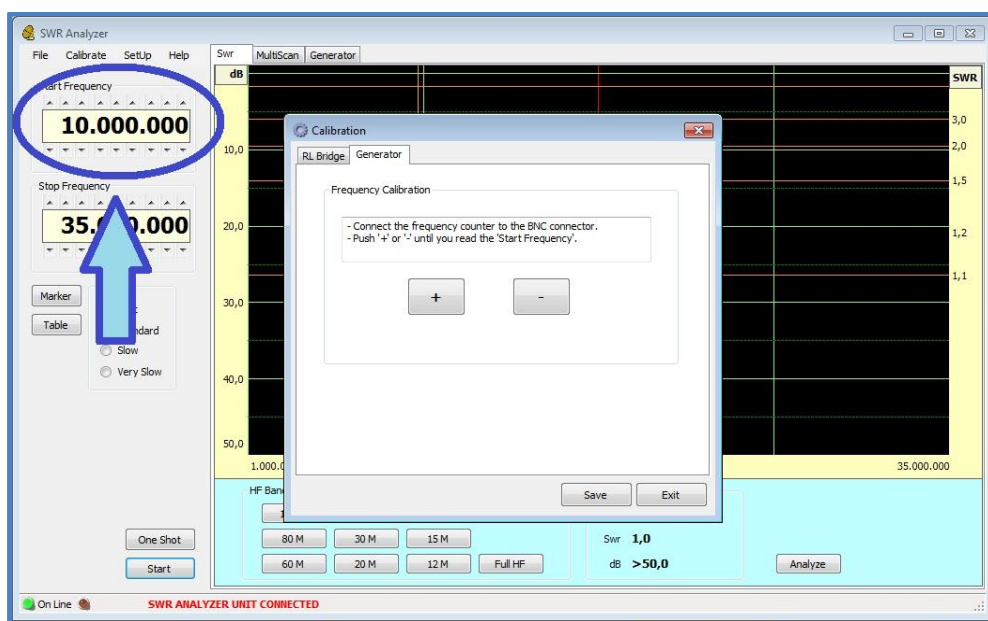 SWR Analyzer
File Calibrate SetUp Help
Swr MultiScan Generator
dB
SWR
art Frequency
10.000.000
Stop Frequency
35. .000
Marker
Table
ndard
Slow
Very Slow
10,0
20,0
30,0
40,0
50,0
3,0
2,0
1,5
1,2
1,1
Calibration
RL Bridge Generator
Frequency Calibration
- Connect the frequency counter to the BNC connector.
- Push '+' or '-' until you read the 'Start Frequency'.
+ -
Save Exit
1.000. 35.000.000
HF Ban
80 M 30 M 15 M
60 M 20 M 12 M Full HF
Swr 1,0
dB >50,0
Analyze
One Shot
Start
On Line SWR ANALYZER UNIT CONNECTED